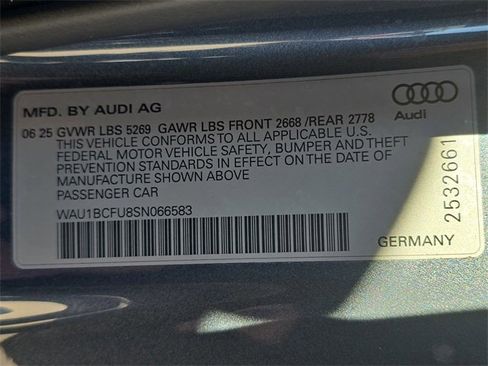 MFD. BY AUDI AG
06 25 GVWR LBS 5269 GAWR LBS FRONT 2668 /REAR 2778
THIS VEHICLE CONFORMS TO ALL APPLICABLE U.S.
FEDERAL MOTOR VEHICLE SAFETY, BUMPER AND THEFT
PREVENTION STANDARDS IN EFFECT ON THE DATE OF
MANUFACTURE SHOWN ABOVE
PASSENGER CAR
WAU1BCFU8SN066583
Audi
2532661
GERMANY